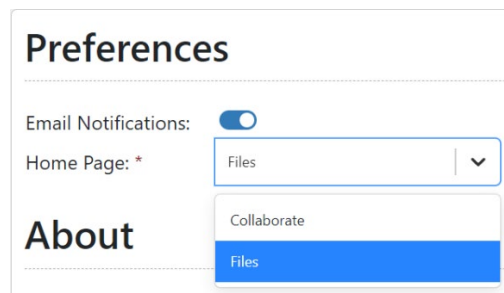 Preferences
Email Notifications:
Home Page: * Files
Collaborate
About
Files